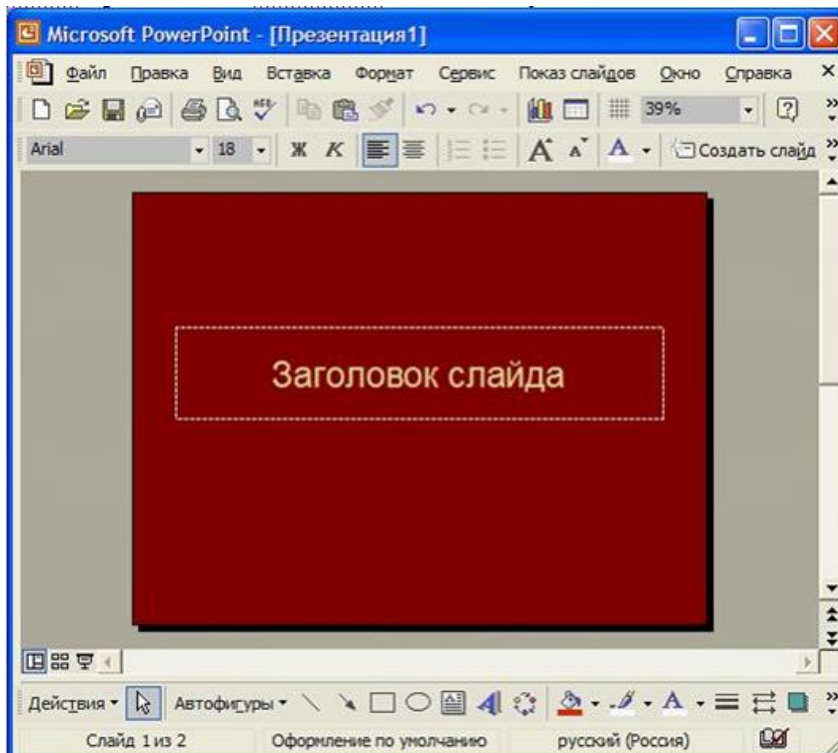 Microsoft PowerPoint - [Презентация1]
Файл Правка Вид Вставка Формат Сервис Показ слайдов Окно Справка
39%
Arial 18 Ж К A A A Создать слайд
Заголовок слайда
Действия Автофигуры A A
Слайд 1 из 2 Оформление по умолчанию русский (Россия)